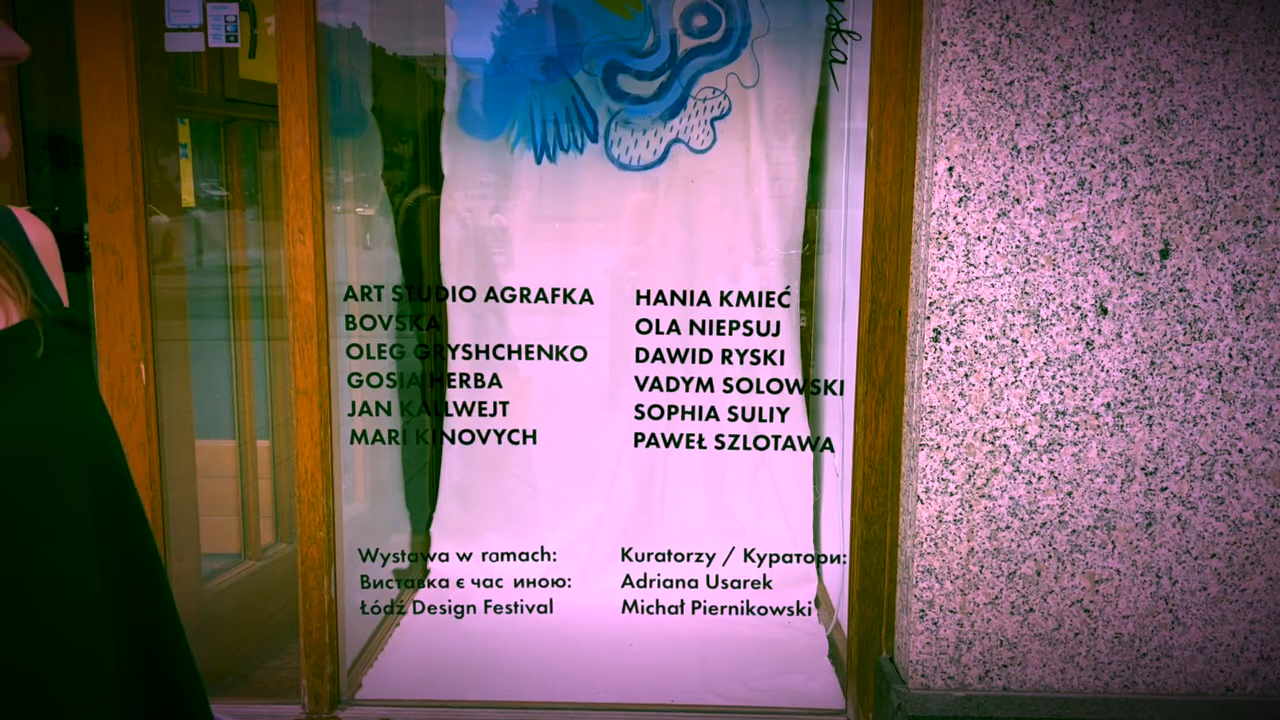 ART STUDIO AGRAFKA
BOVSKA
OLEG GRYSHCHENKO
GOSIA HERBA
JAN KALLWEJT
MARI KINOVYCH
HANIA KMIEĆ
OLA NIEPSUJ
DAWID RYSKI
VADYM SOLOWSKI
SOPHIA SULIY
PAWEŁ SZLOTAWA
Wystawa w ramach:
Виставка є час иною:
Łódź Design Festival
Kuratorzy / Куратори:
Adriana Usarek
Michał Piernikowski